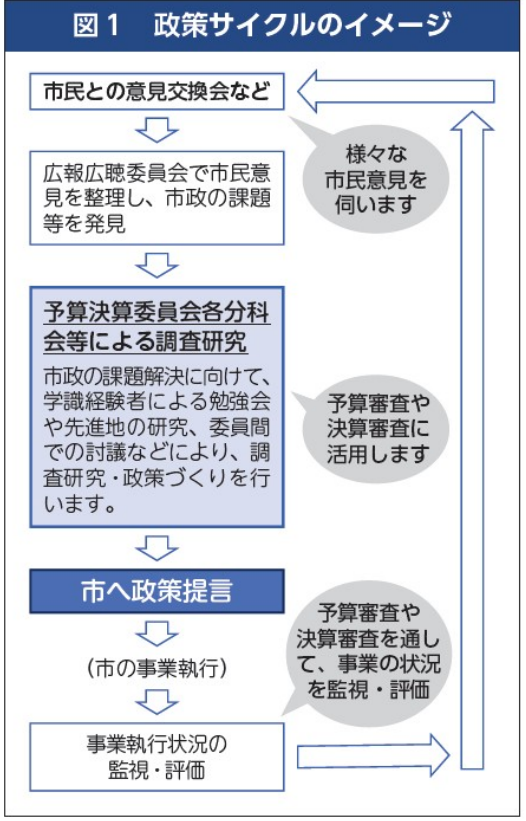 図1　政策サイクルのイメージ
市民との意見交換会など
様々な
市民意見を
伺います
広報広聴委員会で市民意
見を整理し、市政の課題
等を発見
予算決算委員会各分科
会等による調査研究
市政の課題解決に向けて、
学識経験者による勉強会
や先進地の研究、委員間
での討議などにより、調
査研究・政策づくりを行
います。
予算審査や
決算審査に
活用します
市へ政策提言
(市の事業執行)
予算審査や
決算審査を通し
て、事業の状況
を監視・評価
事業執行状況の
監視・評価